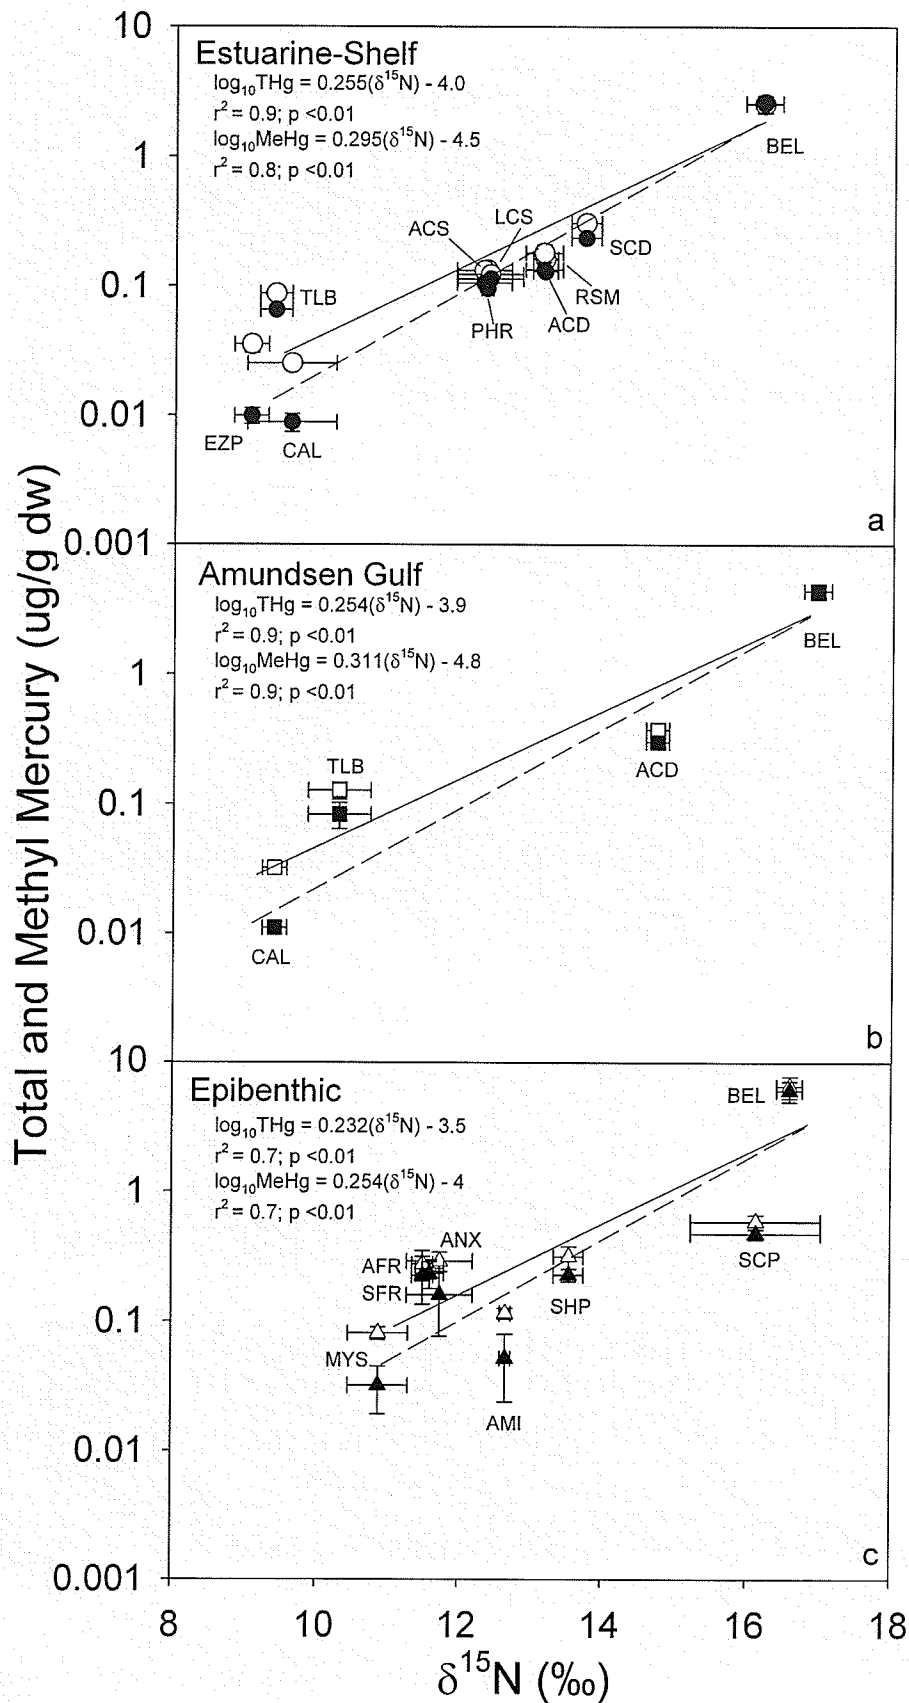 Total and Methyl Mercury (ug/g dw)
10
Estuarine-Shelf
log₁₀THg = 0.255(δ¹⁵N) - 4.0
r² = 0.9; p <0.01
log₁₀MeHg = 0.295(δ¹⁵N) - 4.5
r² = 0.8; p <0.01
BEL
1
LCS
ACS
SCD
0.1
TLB
RSM
ACD
PHR
0.01
EZP
CAL
a
0.001
Amundsen Gulf
log₁₀THg = 0.254(δ¹⁵N) - 3.9
r² = 0.9; p <0.01
log₁₀MeHg = 0.311(δ¹⁵N) - 4.8
r² = 0.9; p <0.01
BEL
1
TLB
ACD
0.1
0.01
CAL
b
10
Epibenthic
BEL
log₁₀THg = 0.232(δ¹⁵N) - 3.5
r² = 0.7; p <0.01
log₁₀MeHg = 0.254(δ¹⁵N) - 4
r² = 0.7; p <0.01
1
ANX
AFR
SCP
SFR
SHP
0.1
MYS
AMI
0.01
c
0.001
8 10 12 14 16 18
δ¹⁵N (‰)